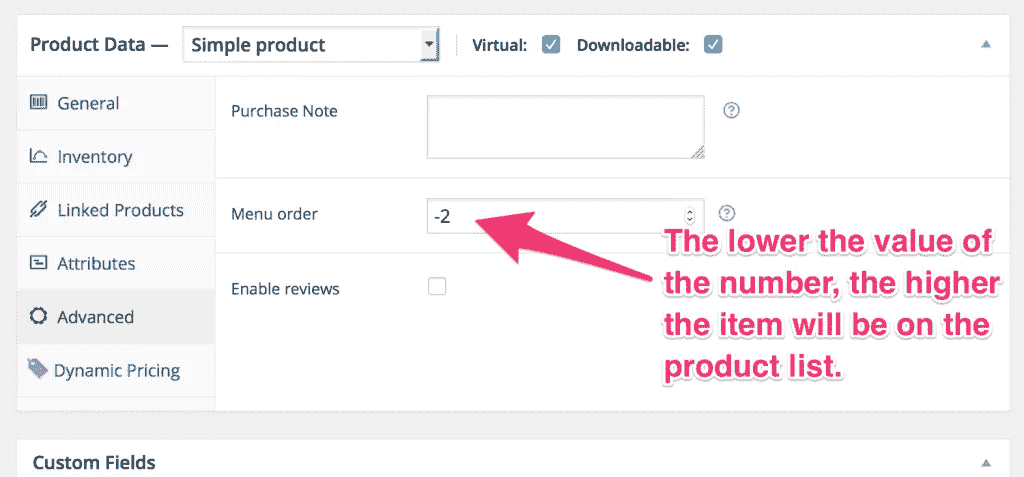 Product Data — Simple product Virtual: Downloadable:
General
Inventory
Linked Products
Attributes
Advanced
Dynamic Pricing
Purchase Note
Menu order -2
Enable reviews
The lower the value of
the number, the higher
the item will be on the
product list.
Custom Fields